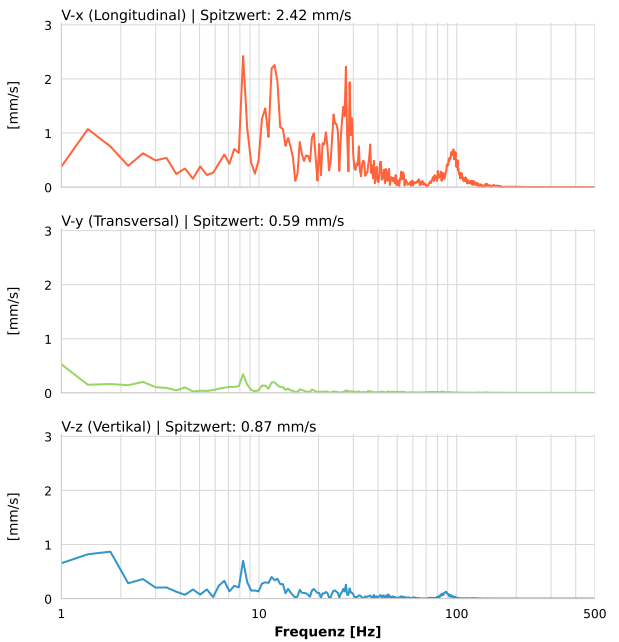 V-x (Longitudinal) | Spitzwert: 2.42 mm/s
3
2
1
0
[mm/s]
V-y (Transversal) | Spitzwert: 0.59 mm/s
3
2
1
0
[mm/s]
V-z (Vertikal) | Spitzwert: 0.87 mm/s
3
2
1
0
[mm/s]
1 10 100 500
Frequenz [Hz]